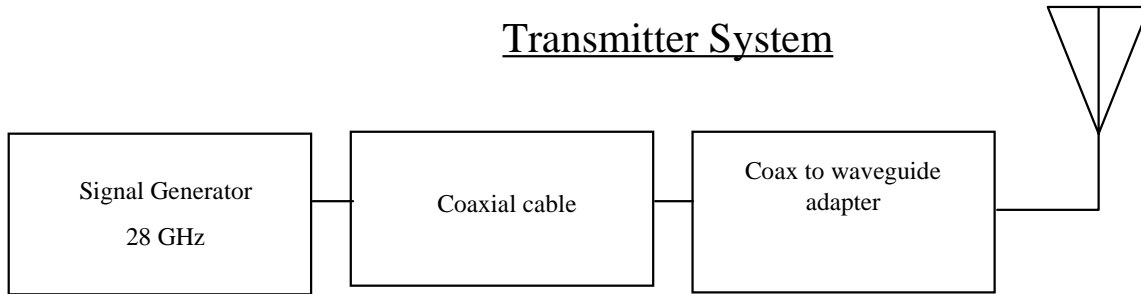 Transmitter System
Signal Generator
28 GHz
Coaxial cable
Coax to waveguide
adapter